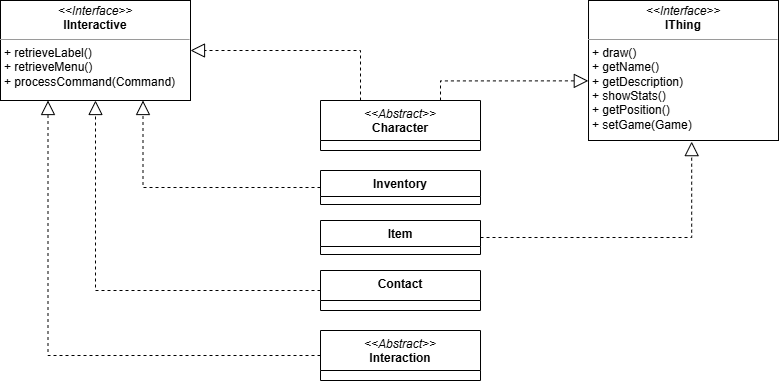 <<Interface>>
IInteractive
+ retrieveLabel()
+ retrieveMenu()
+ processCommand(Command)
<<Interface>>
IThing
+ draw()
+ getName()
+ getDescription)
+ showStats()
+ getPosition()
+ setGame(Game)
<<Abstract>>
Character
Inventory
Item
Contact
<<Abstract>>
Interaction